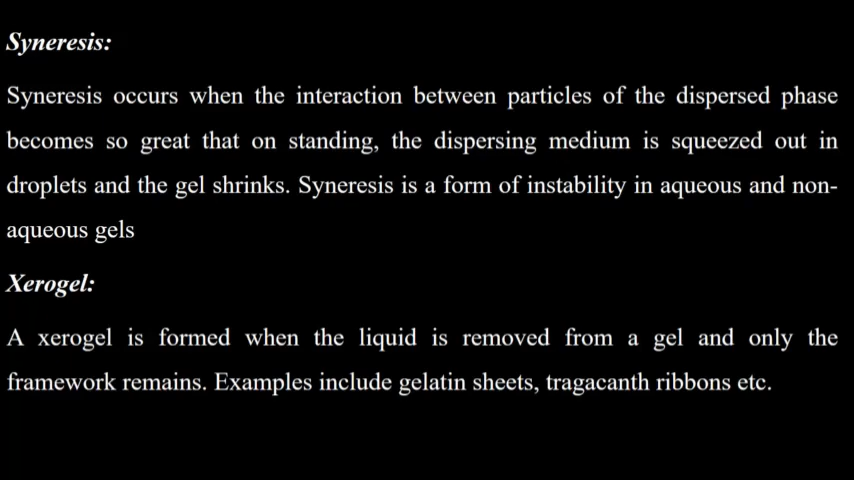 Syneresis:
Syneresis occurs when the interaction between particles of the dispersed phase
becomes so great that on standing, the dispersing medium is squeezed out in
droplets and the gel shrinks. Syneresis is a form of instability in aqueous and non-
aqueous gels
Xerogel:
A xerogel is formed when the liquid is removed from a gel and only the
framework remains. Examples include gelatin sheets, tragacanth ribbons etc.